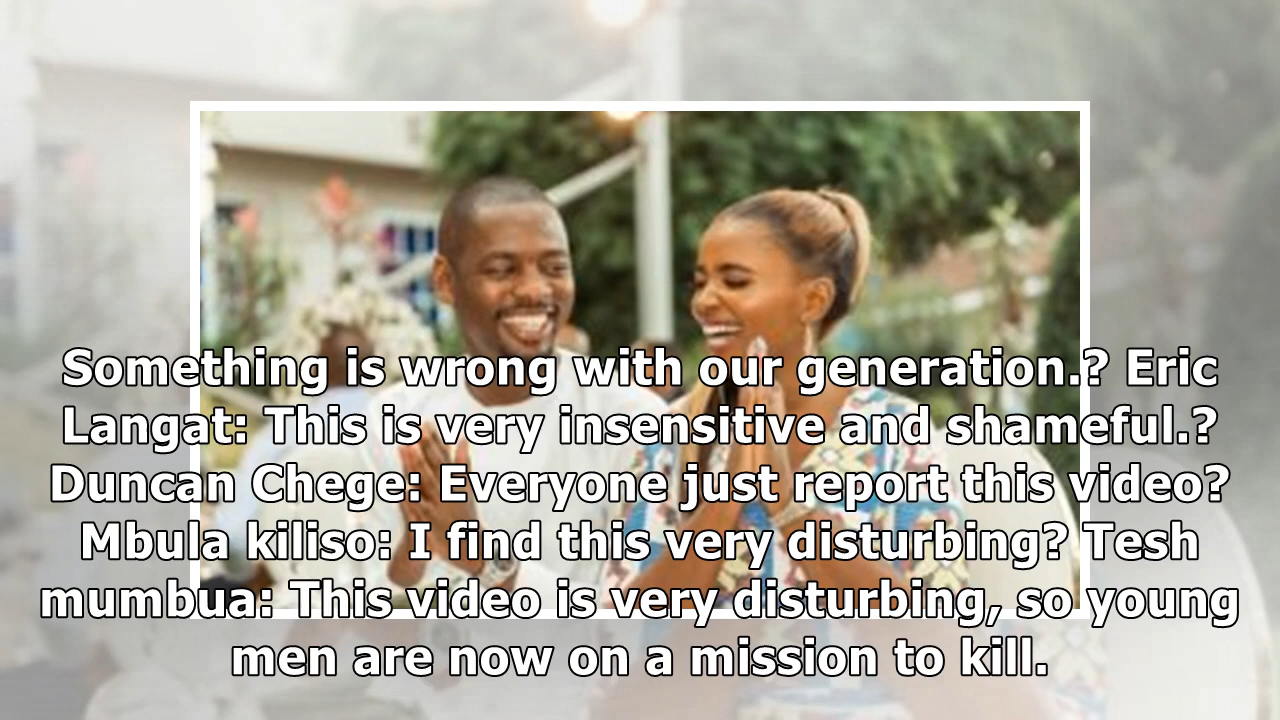 Something is wrong with our generation.? Eric
Langat: This is very insensitive and shameful.?
Duncan Chege: Everyone just report this video?
Mbula kiliso: I find this very disturbing? Tesh
mumbua: This video is very disturbing, so young
men are now on a mission to kill.